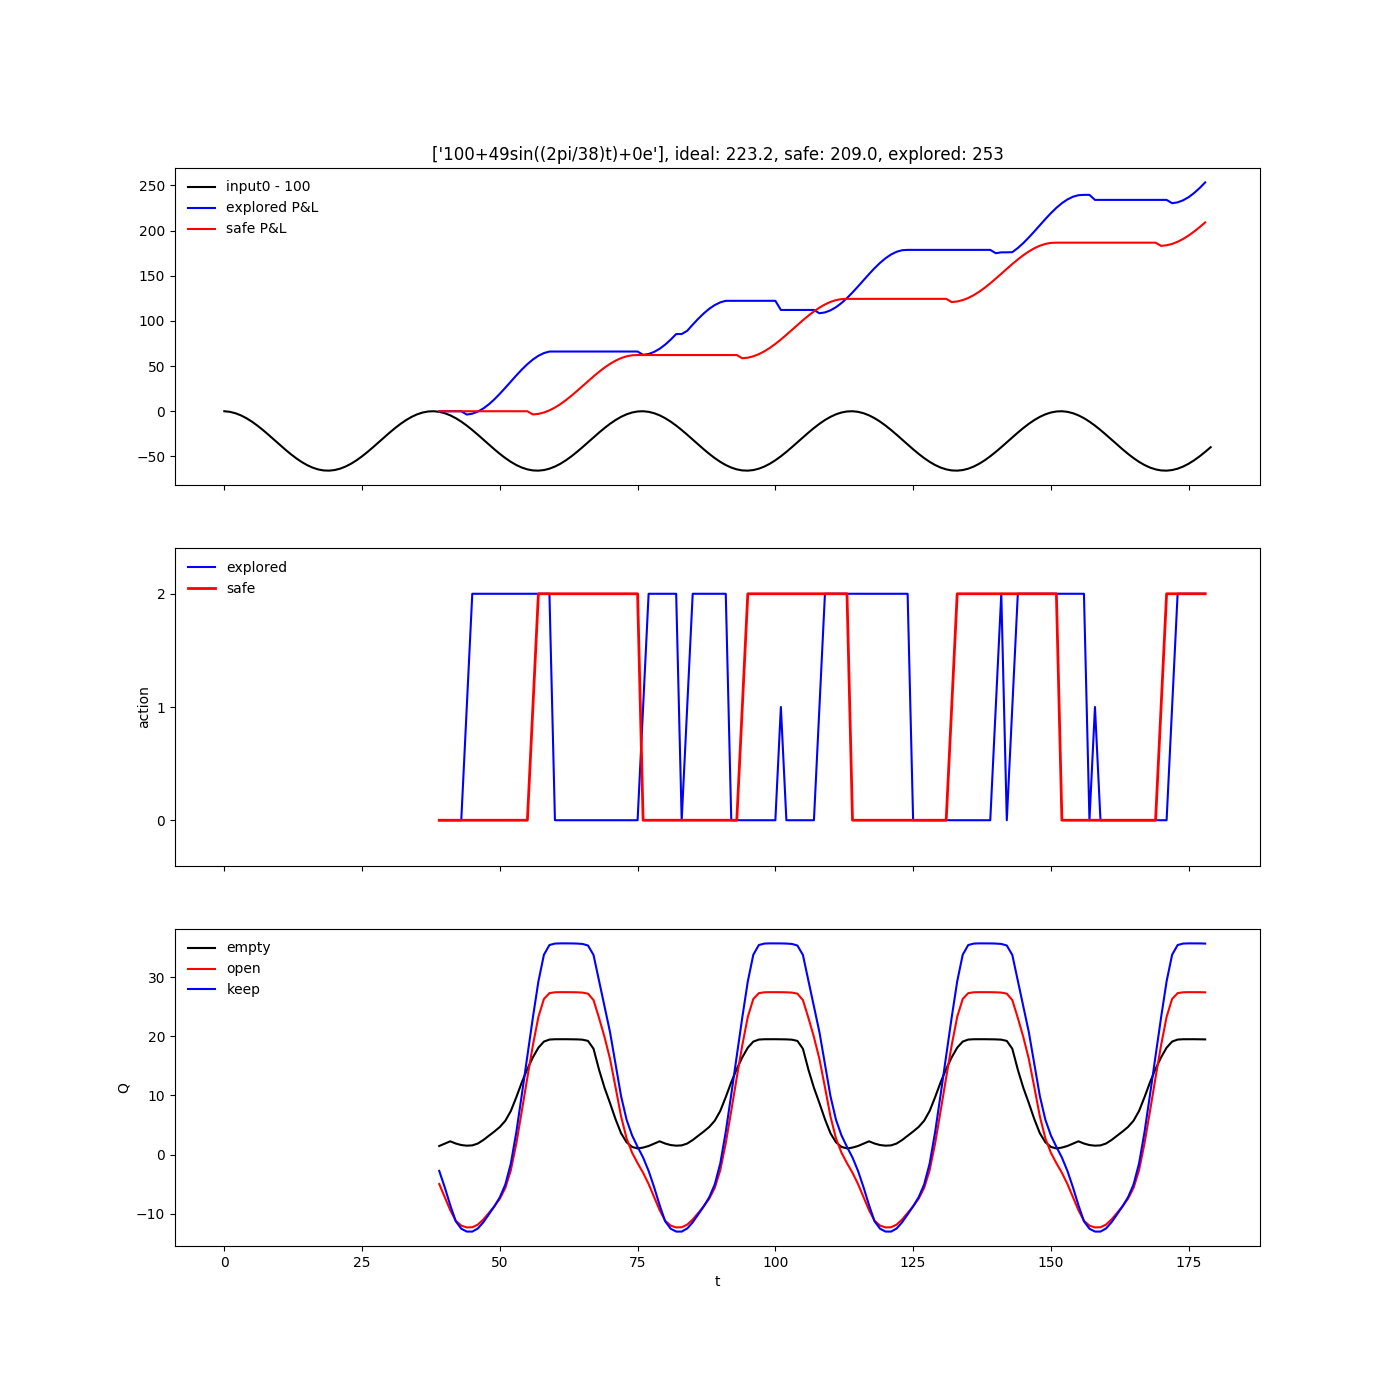 ['100+49sin((2pi/38)t)+0e'], ideal: 223.2, safe: 209.0, explored: 253
input0 - 100
explored P&L
safe P&L
250
200
150
100
50
0
−50
explored
safe
2
1
0
action
empty
open
keep
30
20
10
0
−10
Q
0 25 50 75 100 125 150 175
t